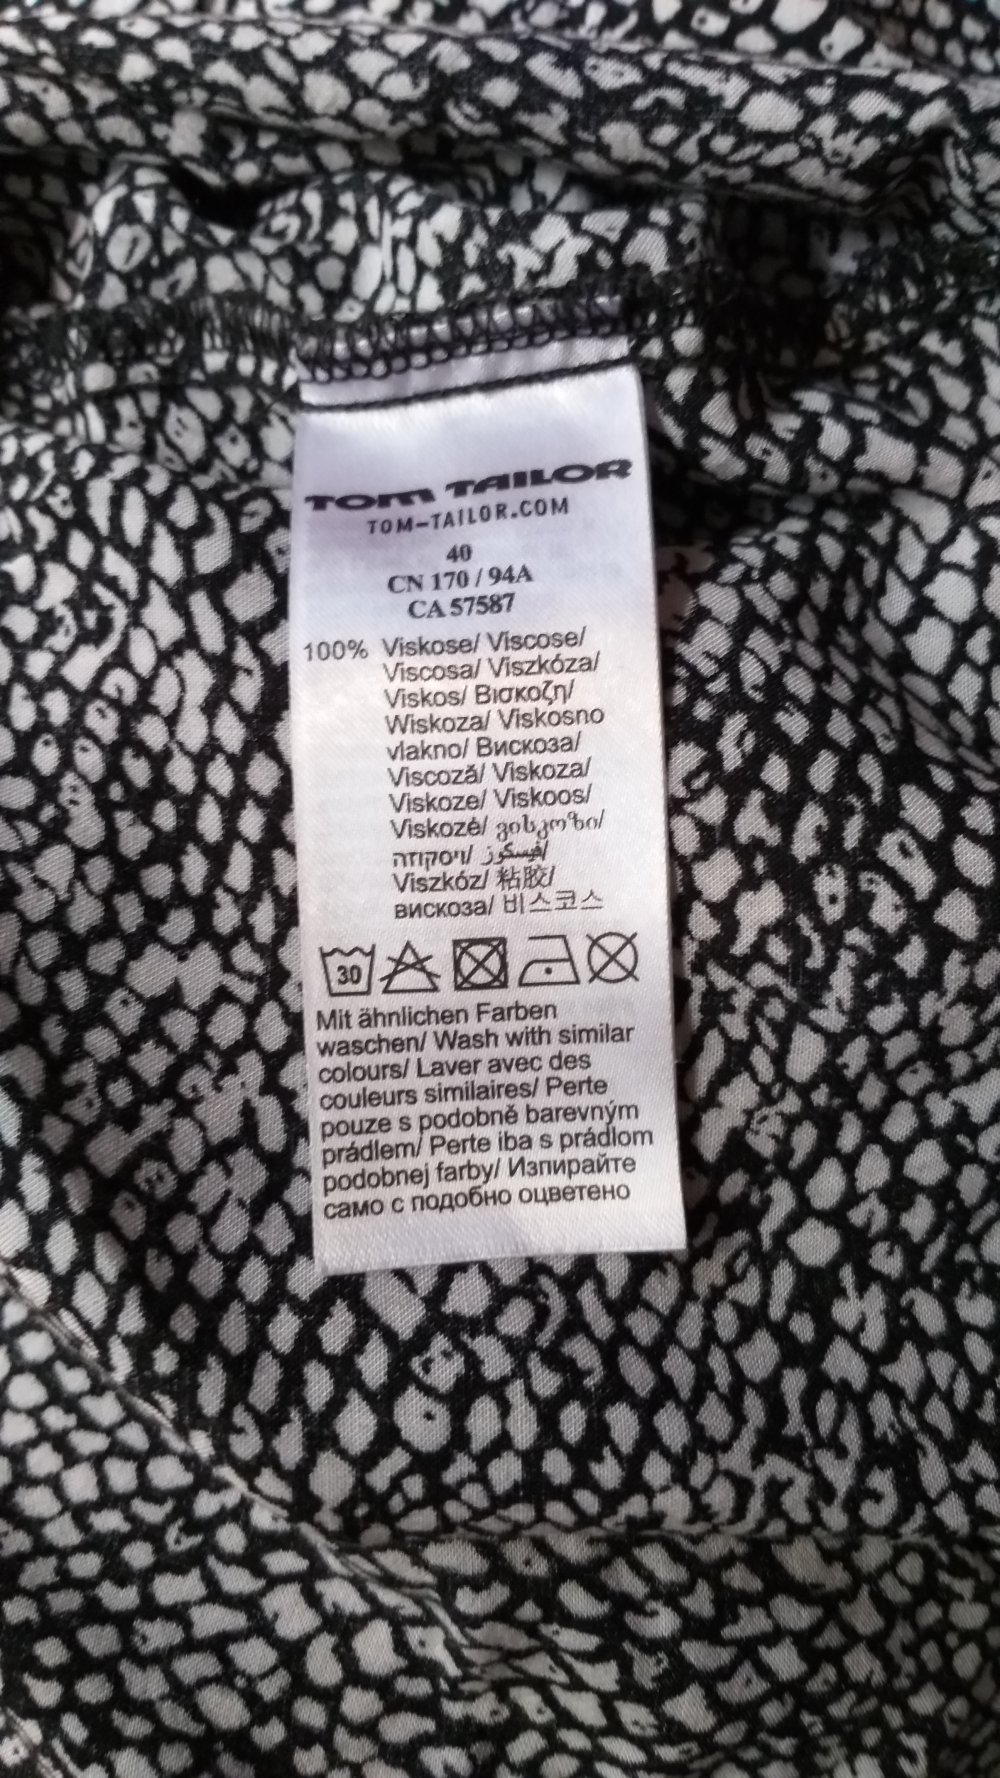 TOM TAILOR
TOM-TAILOR.COM
40
CN 170 / 94A
CA 57587
100% Viskose/ Viscose/
Viscosa/ Viszkóza/
Viskos/ Βισκοζη/
Wiskoza/ Viskosno
vlakno/ Вискоза/
Viscoză/ Viskoza/
Viskoze/ Viskoos/
Viskozė/ ვისკოზი/
ויסקוזה/ فيسكوز/
Viszkóz/ 粘胶/
вискоза/ 비스코스
30
Mit ähnlichen Farben
waschen/ Wash with similar
colours/ Laver avec des
couleurs similaires/ Perte
pouze s podobně barevným
prádlem/ Perte iba s prádlom
podobnej farby/ Изпирайте
само с подобно оцветено